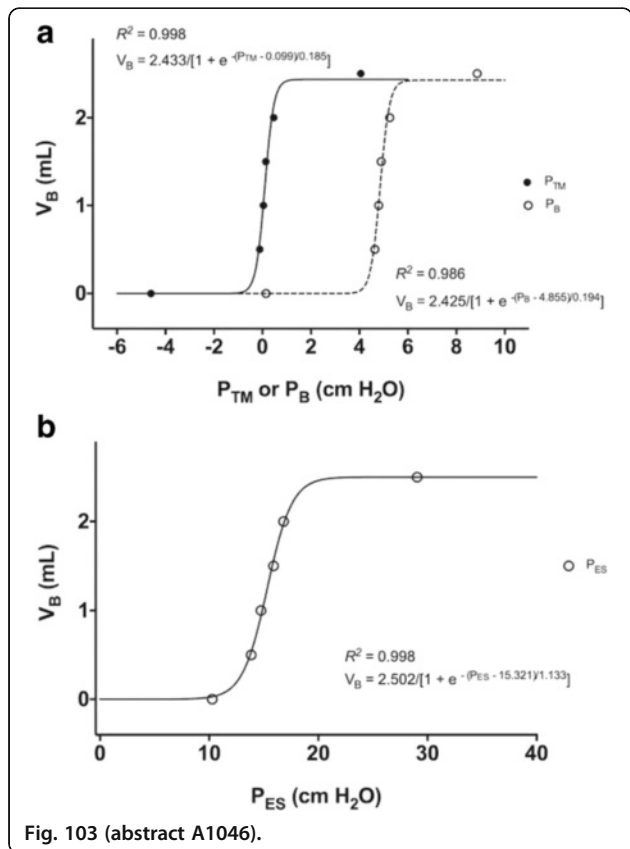 a
R² = 0.998
V_B = 2.433/[1 + e^-(P_TM - 0.099)/0.185]
V_B (mL)
2
1
0
P_TM
P_B
R² = 0.986
V_B = 2.425/[1 + e^-(P_B - 4.855)/0.194]
-6 -4 -2 0 2 4 6 8 10
P_TM or P_B (cm H₂O)
b
V_B (mL)
2
1
0
P_ES
R² = 0.998
V_B = 2.502/[1 + e^-(P_ES - 15.321)/1.133]
0 10 20 30 40
P_ES (cm H₂O)
Fig. 103 (abstract A1046).